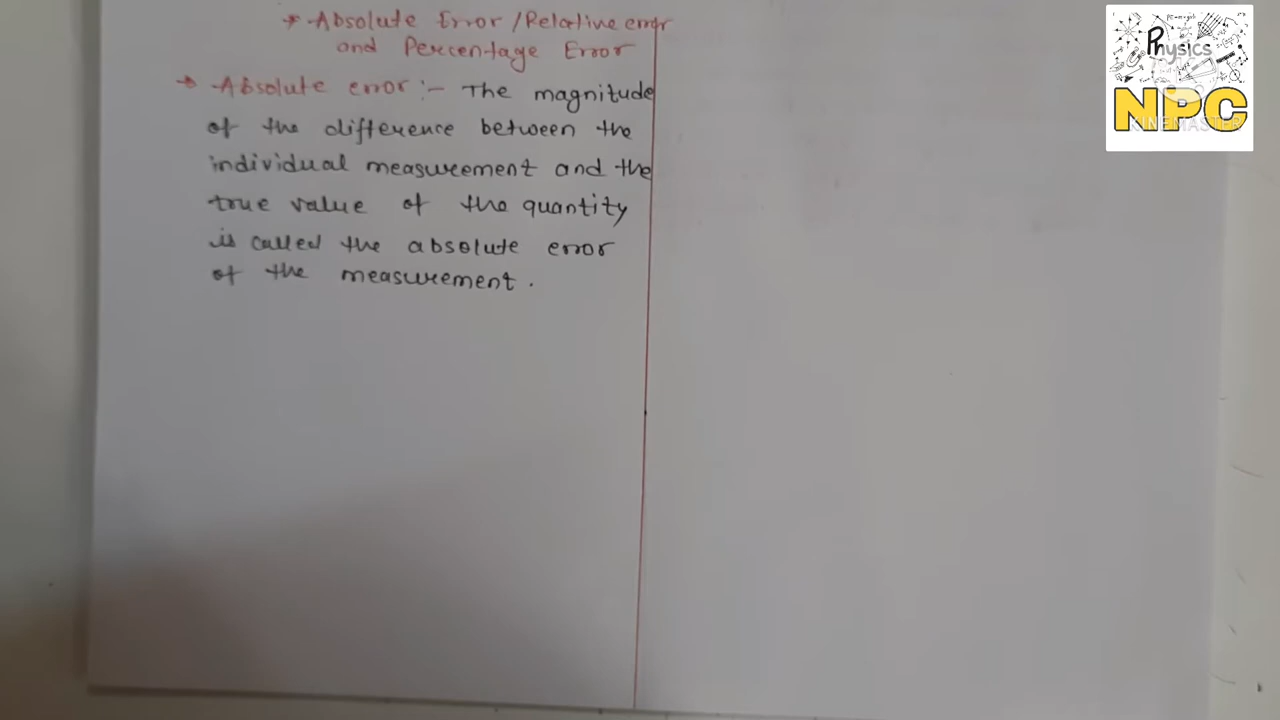 * Absolute Error / Relative error
and Percentage Error
→ Absolute error :- The magnitude
of the difference between the
individual measurement and the
true value of the quantity
is called the absolute error
of the measurement.
Physics
NPC
KINEMASTER